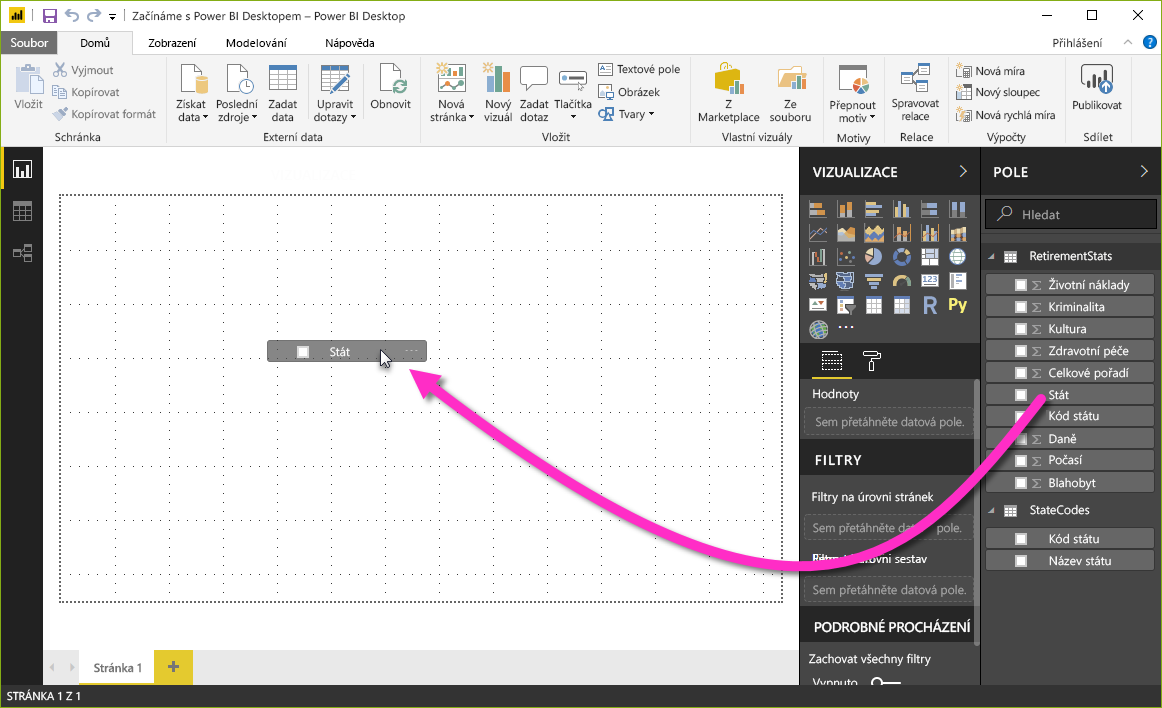 Začínáme s Power BI Desktopem – Power BI Desktop
Soubor
Domů
Zobrazení
Modelování
Nápověda
Přihlášení
?
Vložit
Vyjmout
Kopírovat
Kopírovat formát
Schránka
Získat data
Poslední zdroje
Zadat data
Upravit dotazy
Obnovit
Externí data
Nová stránka
Nový vizuál
Zadat dotaz
Tlačítka
Textové pole
Obrázek
Tvary
Vložit
Z Marketplace
Ze souboru
Vlastní vizuály
Přepnout motiv
Motivy
Spravovat relace
Relace
Nová míra
Nový sloupec
Nová rychlá míra
Výpočty
Publikovat
Sdílet
Stát
VIZUALIZACE
123
R
Py
Hodnoty
Sem přetáhněte datová pole.
FILTRY
Filtry na úrovni stránek
Sem přetáhněte pole.
úrovni sestav
Sem přetáhněte datová pole.
PODROBNÉ PROCHÁZENÍ
Zachovat všechny filtry
Vypnuto
POLE
Hledat
RetirementStats
Životní náklady
Kriminalita
Kultura
Zdravotní péče
Celkové pořadí
Stát
Kód státu
Daně
Počasí
Blahobyt
StateCodes
Kód státu
Název státu
Stránka 1
STRÁNKA 1 Z 1